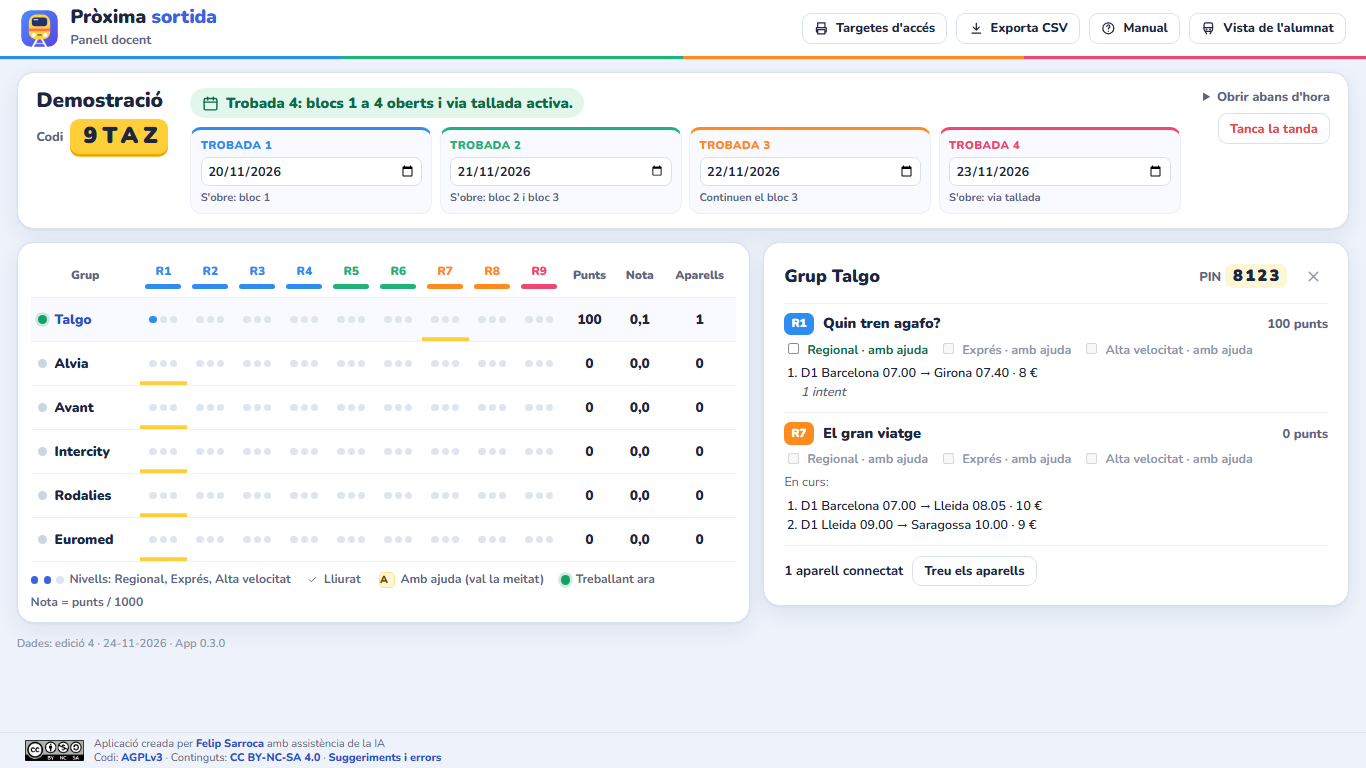 Pròxima sortida
Panell docent
Targetes d'accés
Exporta CSV
Manual
Vista de l'alumnat
Demostració
Codi 9TAZ
Trobada 4: blocs 1 a 4 oberts i via tallada activa.
TROBADA 1
20/11/2026
S'obre: bloc 1
TROBADA 2
21/11/2026
S'obre: bloc 2 i bloc 3
TROBADA 3
22/11/2026
Continuen el bloc 3
TROBADA 4
23/11/2026
S'obre: via tallada
Obrir abans d'hora
Tanca la tanda
Grup R1 R2 R3 R4 R5 R6 R7 R8 R9 Punts Nota Aparells
Talgo 100 0,1 1
Alvia 0 0,0 0
Avant 0 0,0 0
Intercity 0 0,0 0
Rodalies 0 0,0 0
Euromed 0 0,0 0
Nivells: Regional, Exprés, Alta velocitat Lliurat A Amb ajuda (val la meitat) Treballant ara
Nota = punts / 1000
Grup Talgo PIN 8123
R1 Quin tren agafo? 100 punts
Regional · amb ajuda Exprés · amb ajuda Alta velocitat · amb ajuda
1. D1 Barcelona 07.00 → Girona 07.40 · 8 €
1 intent
R7 El gran viatge 0 punts
Regional · amb ajuda Exprés · amb ajuda Alta velocitat · amb ajuda
En curs:
1. D1 Barcelona 07.00 → Lleida 08.05 · 10 €
2. D1 Lleida 09.00 → Saragossa 10.00 · 9 €
1 aparell connectat Treu els aparells
Dades: edició 4 · 24-11-2026 · App 0.3.0
CC BY NC SA
Aplicació creada per Felip Sarroca amb assistència de la IA
Codi: AGPLv3 · Continguts: CC BY-NC-SA 4.0 · Suggeriments i errors